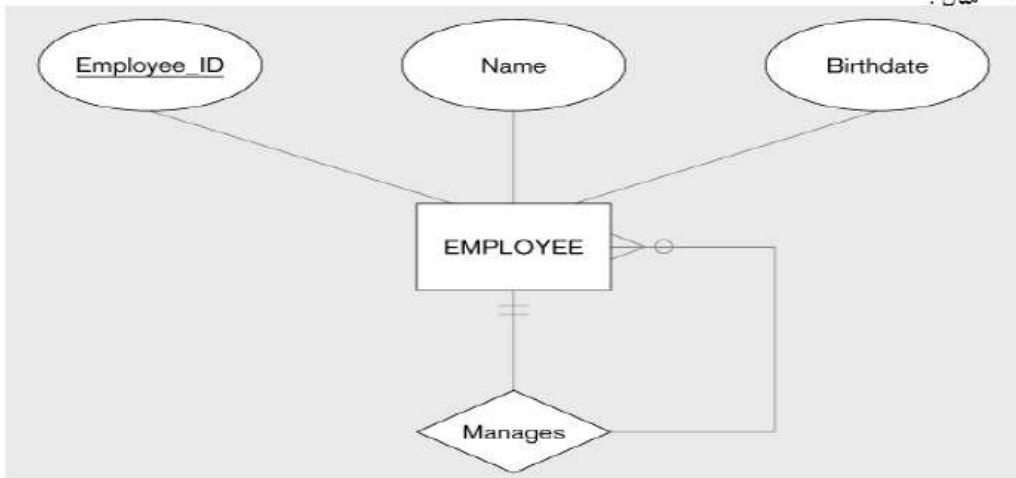 Employee_ID
Name
Birthdate
EMPLOYEE
Manages